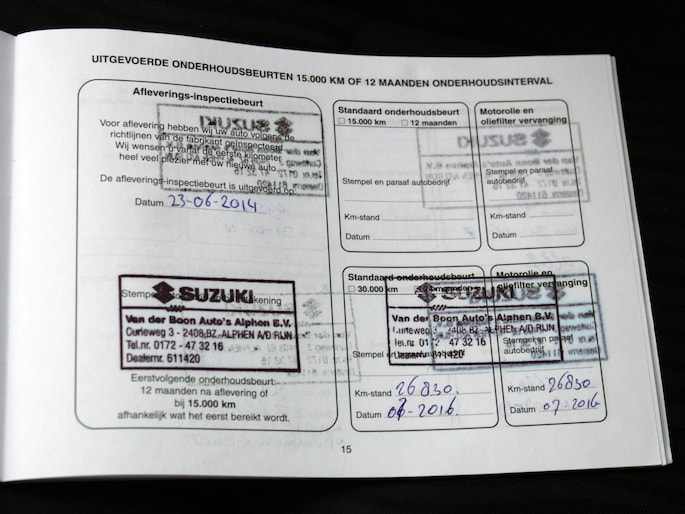 UITGEVOERDE ONDERHOUDSBEURTEN 15.000 KM OF 12 MAANDEN ONDERHOUDSINTERVAL
Afleverings-inspectiebeurt
Voor aflevering hebben wij uw auto volgens de
richtlijnen van de fabrikant geïnspecteerd.
Wij wensen u vanaf de eerste kilometer
heel veel plezier met uw nieuwe auto.
De afleverings-inspectiebeurt is uitgevoerd op:
Datum 23-06-2014
SUZUKI
Van der Boon Auto's Alphen B.V.
Curieweg 3 - 2408 BZ ALPHEN A/D RIJN
Tel.nr. 0172 - 47 32 16
Dealernr. 611420
Eerstvolgende onderhoudsbeurt:
12 maanden na aflevering of
bij 15.000 km
afhankelijk wat het eerst bereikt wordt.
Standaard onderhoudsbeurt
15.000 km 12 maanden
Stempel en paraaf autobedrijf
Km-stand
Datum
Motorolie en
oliefilter vervanging
Stempel en paraaf
autobedrijf
Km-stand
Datum
Standaard onderhoudsbeurt
30.000 km 24 maanden
SUZUKI
Van der Boon Auto's Alphen B.V.
Curieweg 3 - 2408 BZ ALPHEN A/D RIJN
Tel.nr. 0172 - 47 32 16
Stempel en paraaf autobedrijf
Km-stand 26830.
Datum 07-2016.
Motorolie en
oliefilter vervanging
Stempel en paraaf
autobedrijf
Km-stand 26830
Datum 07-2016
15